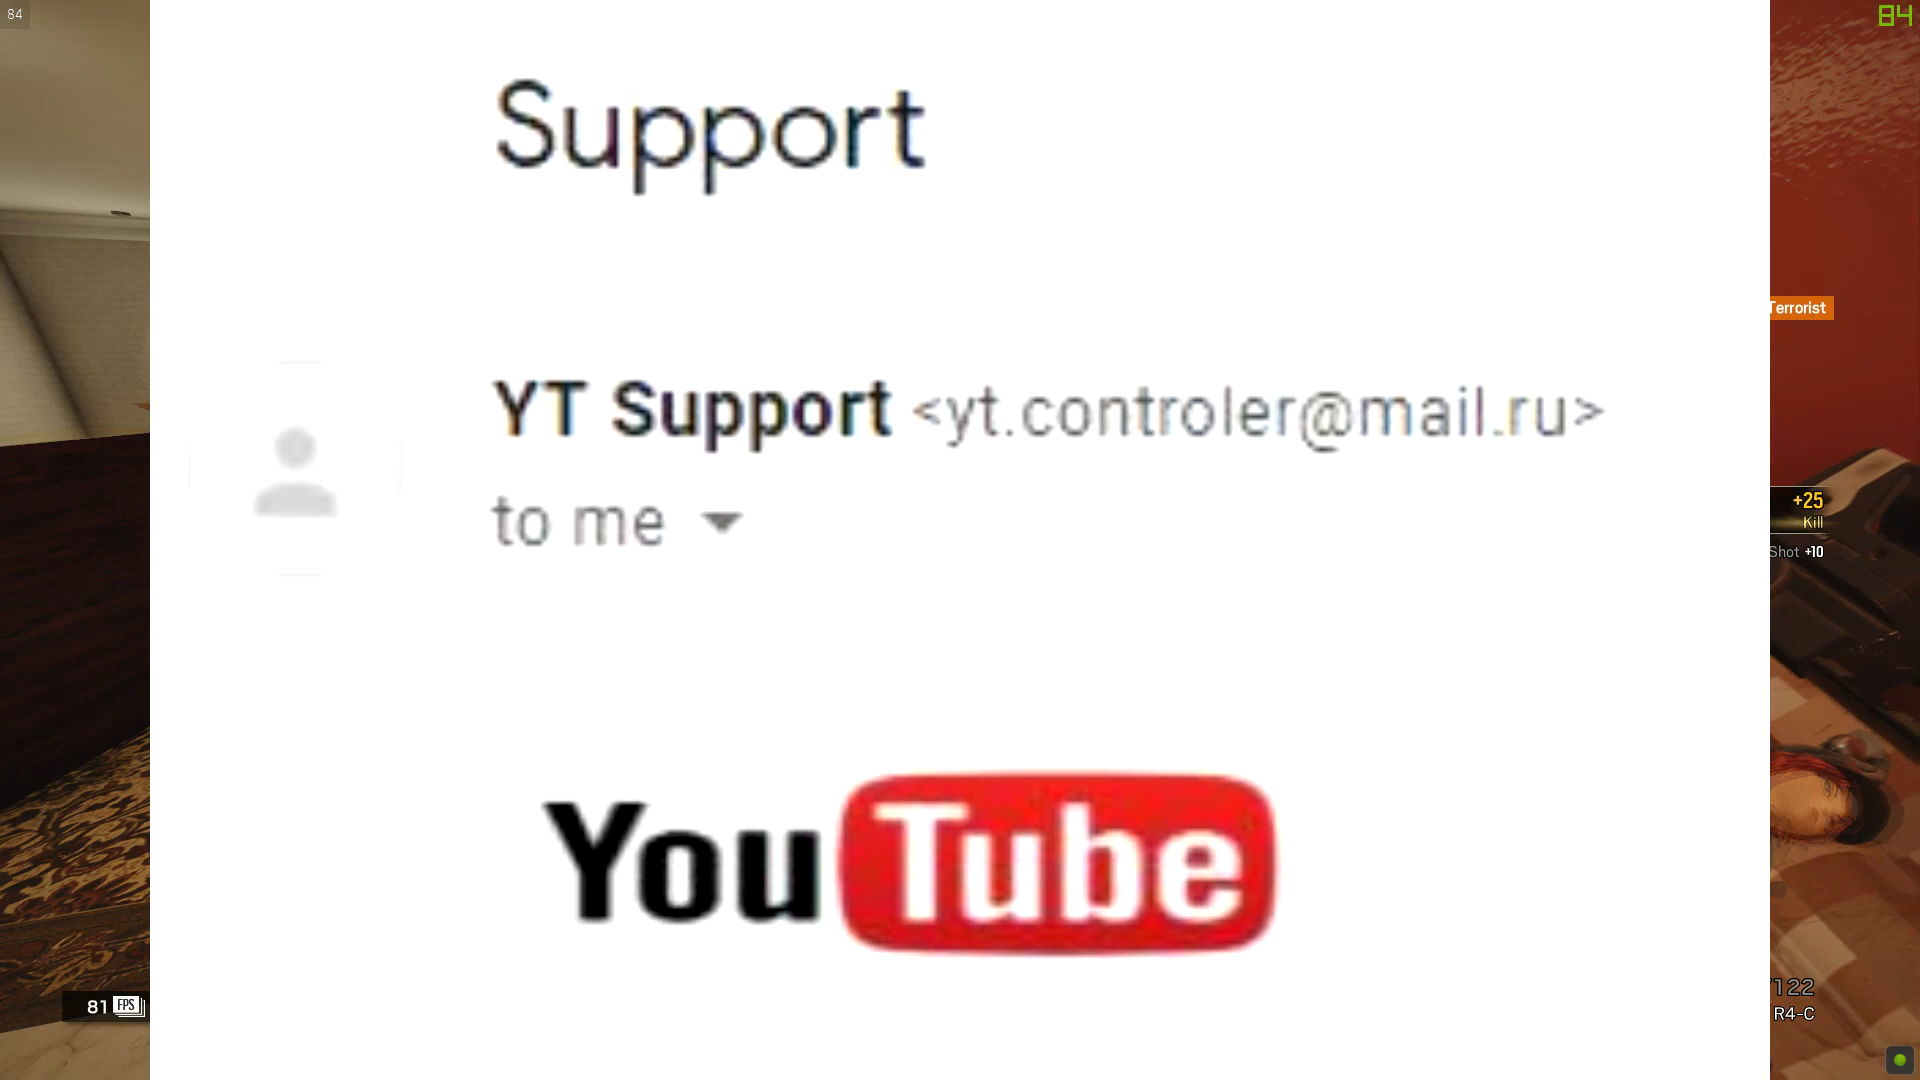 84
84
Support
Terrorist
YT Support <yt.controler@mail.ru>
to me
+25
Kill
Shot +10
YouTube
122
R4-C
81 FPS